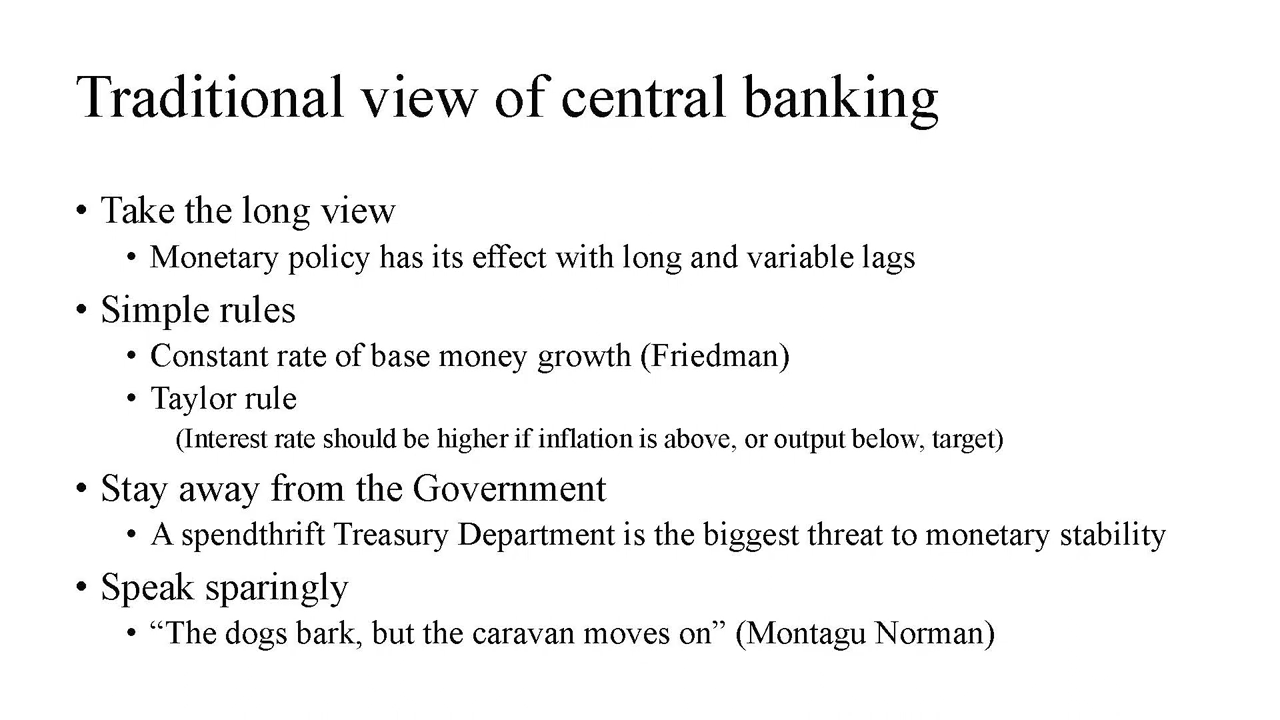 Traditional view of central banking
• Take the long view
• Monetary policy has its effect with long and variable lags
• Simple rules
• Constant rate of base money growth (Friedman)
• Taylor rule
(Interest rate should be higher if inflation is above, or output below, target)
• Stay away from the Government
• A spendthrift Treasury Department is the biggest threat to monetary stability
• Speak sparingly
• “The dogs bark, but the caravan moves on” (Montagu Norman)